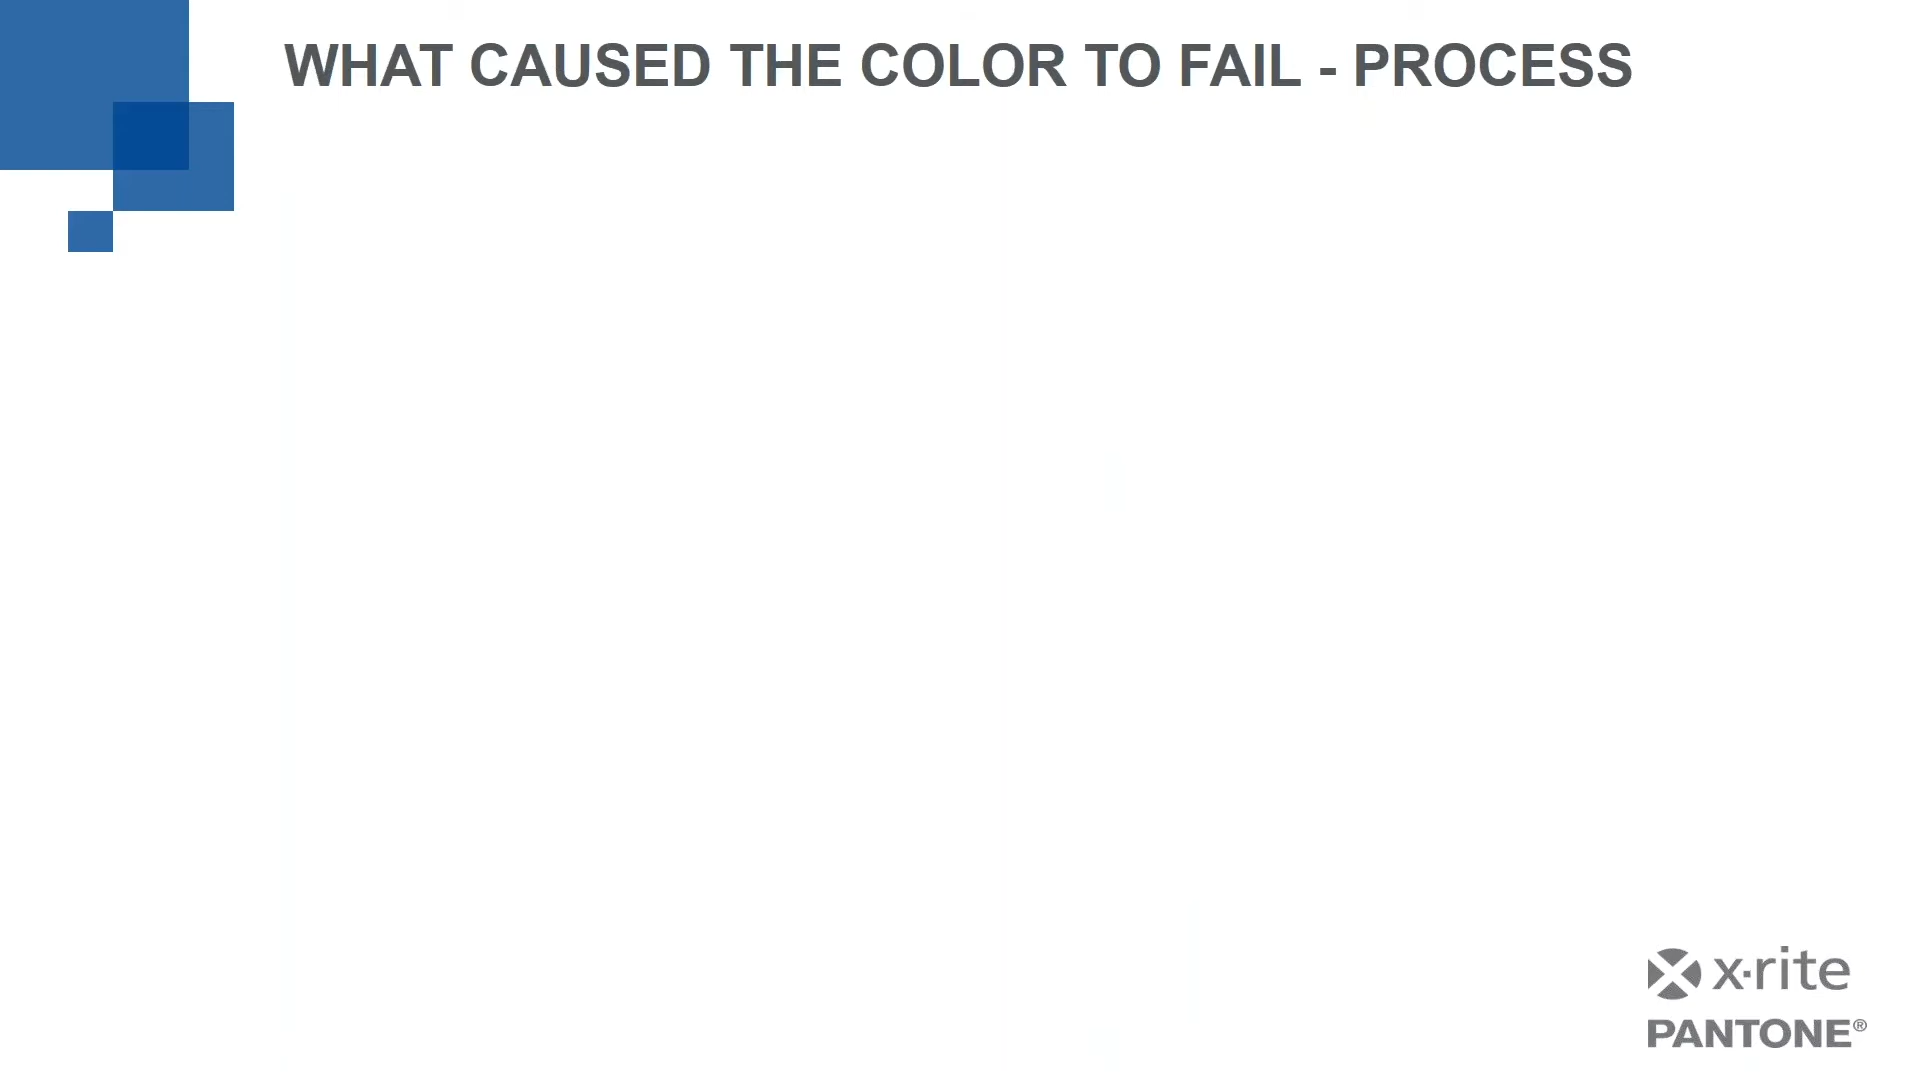 WHAT CAUSED THE COLOR TO FAIL - PROCESS
x·rite
PANTONE®